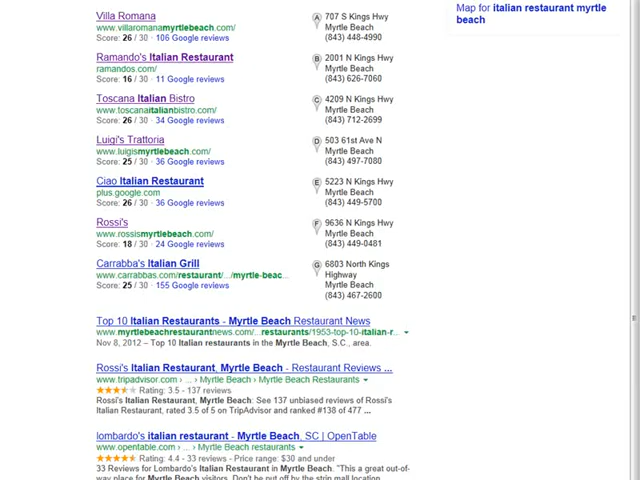 Map for italian restaurant myrtle
beach
Villa Romana
www.villaromanamyrtlebeach.com/
Score: 26 / 30 · 106 Google reviews
A 707 S Kings Hwy
Myrtle Beach
(843) 448-4990
Ramando's Italian Restaurant
ramandos.com/
Score: 16 / 30 · 11 Google reviews
B 2001 N Kings Hwy
Myrtle Beach
(843) 626-7060
Toscana Italian Bistro
www.toscanaitalianbistro.com/
Score: 26 / 30 · 34 Google reviews
C 4209 N Kings Hwy
Myrtle Beach
(843) 712-2699
Luigi's Trattoria
www.luigismyrtlebeach.com/
Score: 25 / 30 · 36 Google reviews
D 503 61st Ave N
Myrtle Beach
(843) 497-7080
Ciao Italian Restaurant
plus.google.com
Score: 26 / 30 · 36 Google reviews
E 5223 N Kings Hwy
Myrtle Beach
(843) 449-5700
Rossi's
www.rossismyrtlebeach.com/
Score: 18 / 30 · 24 Google reviews
F 9636 N Kings Hwy
Myrtle Beach
(843) 449-0481
Carrabba's Italian Grill
www.carrabbas.com/restaurant/.../myrtle-beac...
Score: 25 / 30 · 155 Google reviews
G 6803 North Kings
Highway
Myrtle Beach
(843) 467-2600
Top 10 Italian Restaurants - Myrtle Beach Restaurant News
www.myrtlebeachrestaurantnews.com/...restaurants/1953-top-10-italian-r...
Nov 8, 2012 – Top 10 Italian restaurants in the Myrtle Beach, S.C., area.
Rossi's Italian Restaurant, Myrtle Beach - Restaurant Reviews ...
www.tripadvisor.com › ... › Myrtle Beach › Myrtle Beach Restaurants
Rating: 3.5 - 137 reviews
Rossi's Italian Restaurant, Myrtle Beach: See 137 unbiased reviews of Rossi's
Italian Restaurant, rated 3.5 of 5 on TripAdvisor and ranked #138 of 477 ...
lombardo's italian restaurant - Myrtle Beach, SC | OpenTable
www.opentable.com › ... › Myrtle Beach restaurants
Rating: 4.4 - 33 reviews - Price range: $30 and under
33 Reviews for Lombardo's Italian Restaurant in Myrtle Beach. "This a great out-of-
way place for Myrtle Beach visitors. Don't be put off by the strip mall location